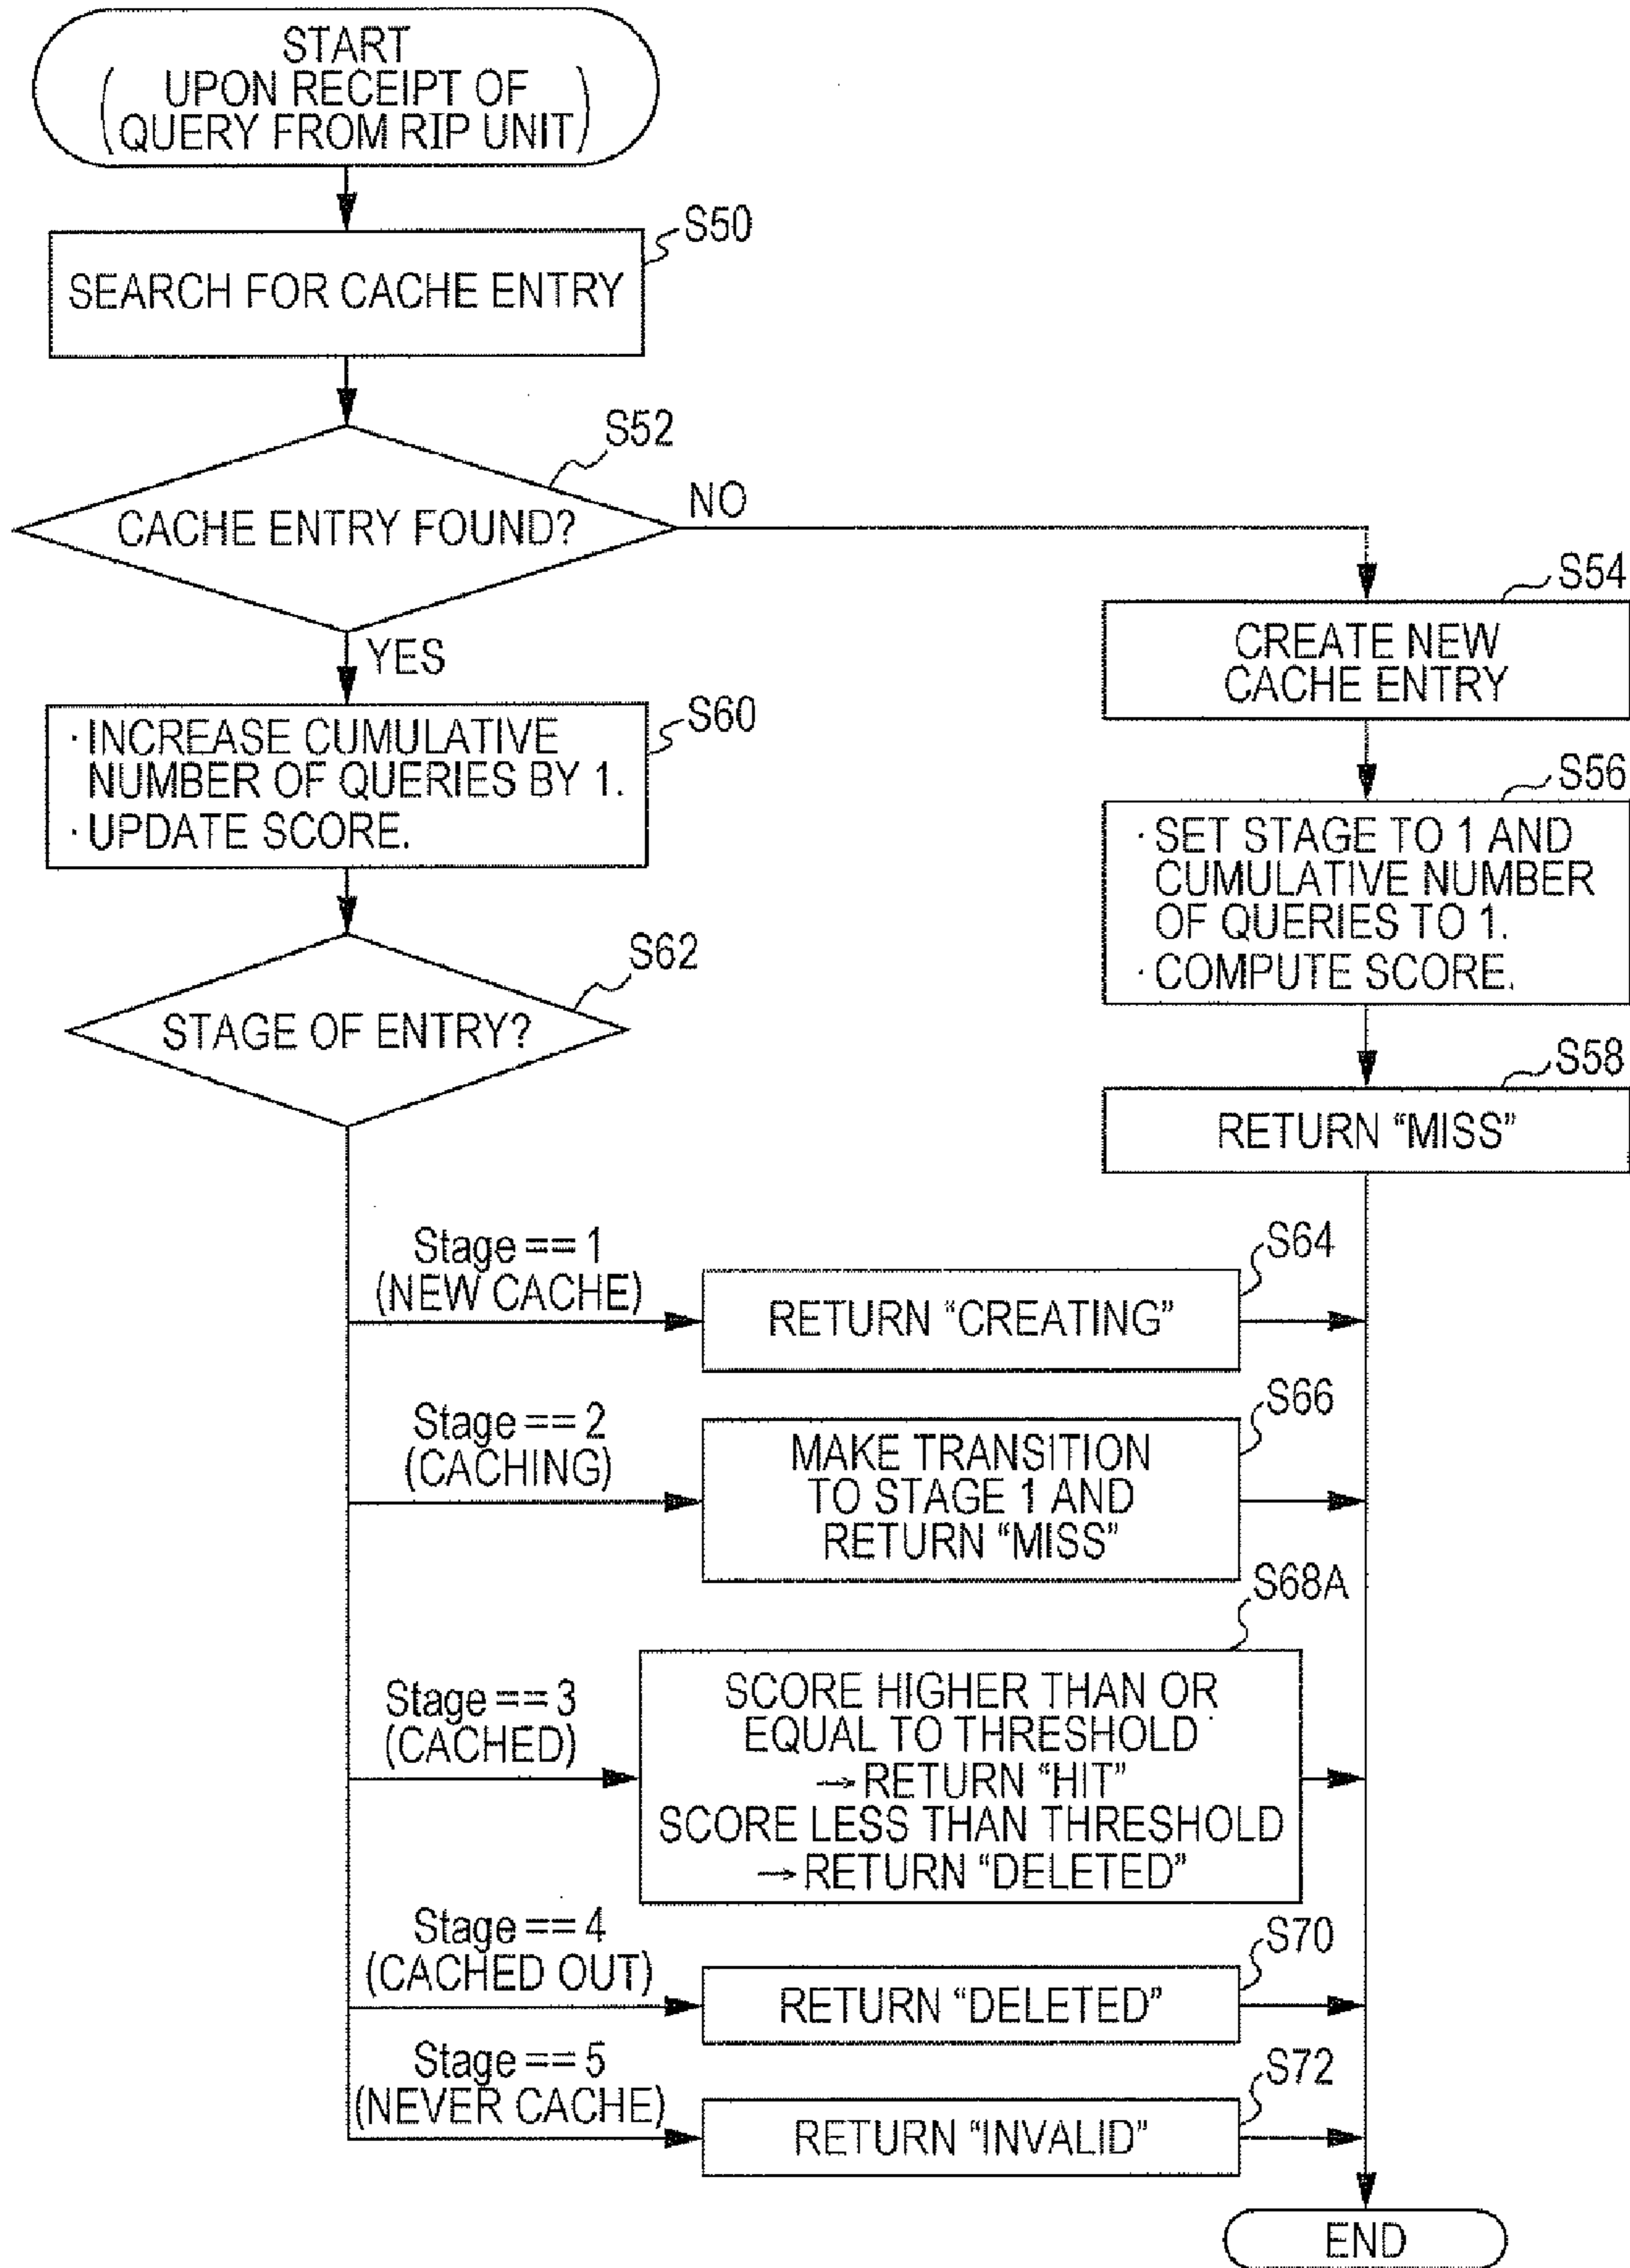 START
UPON RECEIPT OF
(QUERY FROM RIP UNIT)
S50
SEARCH FOR CACHE ENTRY
S52
CACHE ENTRY FOUND?
NO
YES
S54
CREATE NEW
CACHE ENTRY
S60
· INCREASE CUMULATIVE
NUMBER OF QUERIES BY 1.
· UPDATE SCORE.
S56
· SET STAGE TO 1 AND
CUMULATIVE NUMBER
OF QUERIES TO 1.
· COMPUTE SCORE.
S62
STAGE OF ENTRY?
S58
RETURN “MISS”
Stage == 1
(NEW CACHE)
S64
RETURN “CREATING”
Stage == 2
(CACHING)
S66
MAKE TRANSITION
TO STAGE 1 AND
RETURN “MISS”
Stage == 3
(CACHED)
S68A
SCORE HIGHER THAN OR
EQUAL TO THRESHOLD
→ RETURN “HIT”
SCORE LESS THAN THRESHOLD
→ RETURN “DELETED”
Stage == 4
(CACHED OUT)
S70
RETURN “DELETED”
Stage == 5
(NEVER CACHE)
S72
RETURN “INVALID”
END